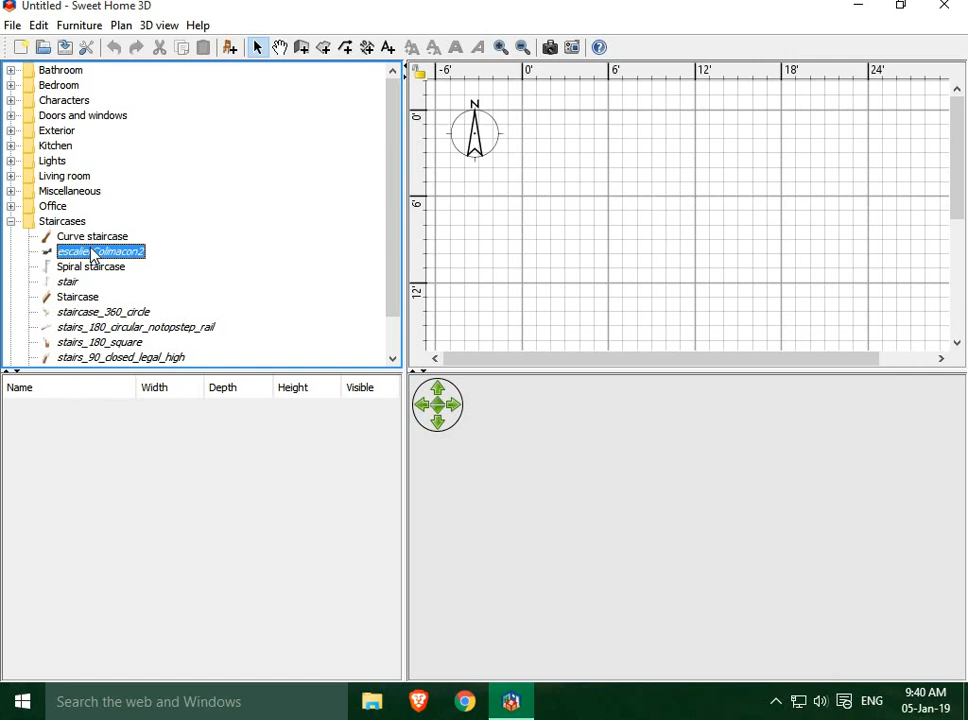 Untitled - Sweet Home 3D
File Edit Furniture Plan 3D view Help
Bathroom
Bedroom
Characters
Doors and windows
Exterior
Kitchen
Lights
Living room
Miscellaneous
Office
Staircases
Curve staircase
Spiral staircase
stair
Staircase
staircase_360_circle
stairs_180_circular_notopstep_rail
stairs_180_square
stairs_90_closed_legal_high
-6' 0' 6' 12' 18' 24'
0'
6'
12'
N
Name Width Depth Height Visible
Search the web and Windows
ENG
9:40 AM
05-Jan-19